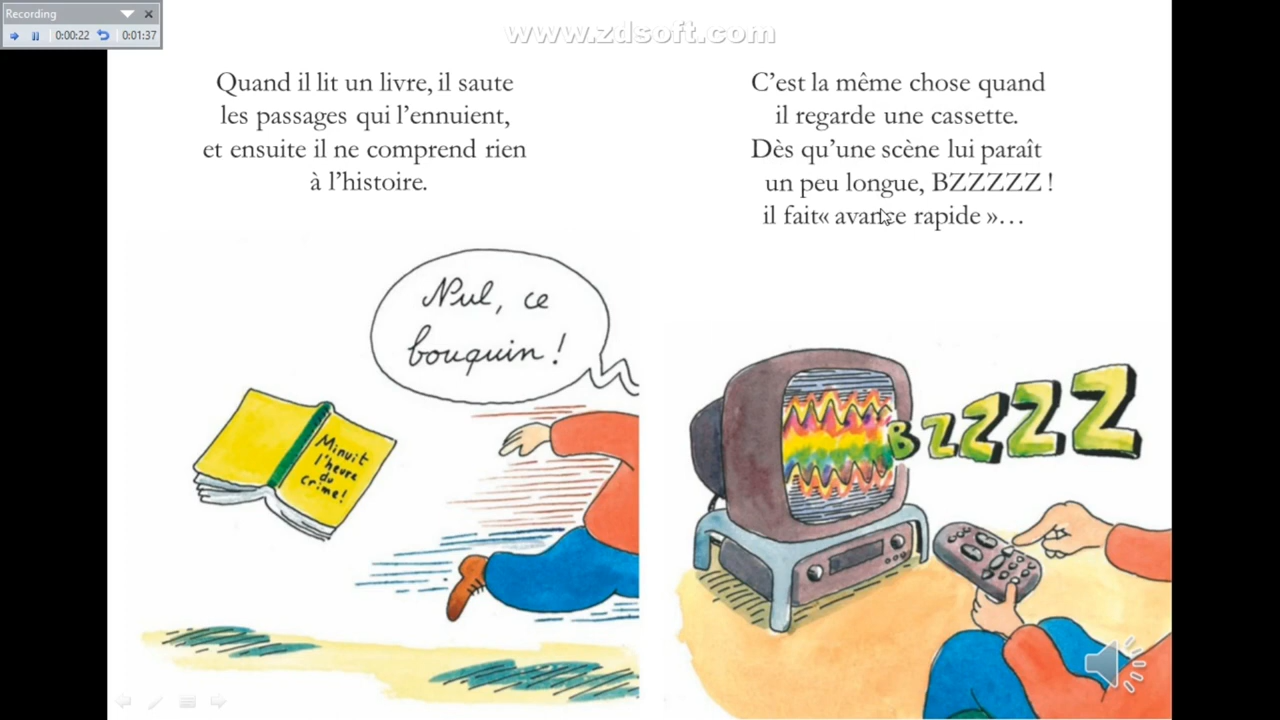 Recording
0:00:22
0:01:37
www.zdsoft.com
Quand il lit un livre, il saute
les passages qui l'ennuient,
et ensuite il ne comprend rien
à l'histoire.
C'est la même chose quand
il regarde une cassette.
Dès qu'une scène lui paraît
un peu longue, BZZZZZ !
il fait« avance rapide »…
Nul, ce
bouquin !
Minuit
l'heure
du
crime !
BZZZZ